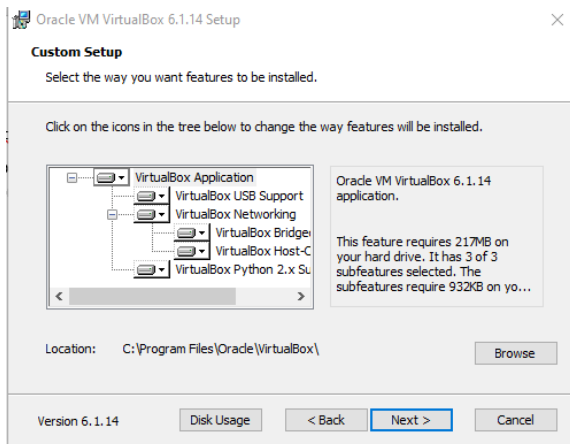 Oracle VM VirtualBox 6.1.14 Setup
Custom Setup
Select the way you want features to be installed.
Click on the icons in the tree below to change the way features will be installed.
VirtualBox Application
VirtualBox USB Support
VirtualBox Networking
VirtualBox Bridge
VirtualBox Host-C
VirtualBox Python 2.x Su
Oracle VM VirtualBox 6.1.14
application.
This feature requires 217MB on
your hard drive. It has 3 of 3
subfeatures selected. The
subfeatures require 932KB on yo...
Location: C:\Program Files\Oracle\VirtualBox\
Browse
Version 6.1.14
Disk Usage
< Back
Next >
Cancel